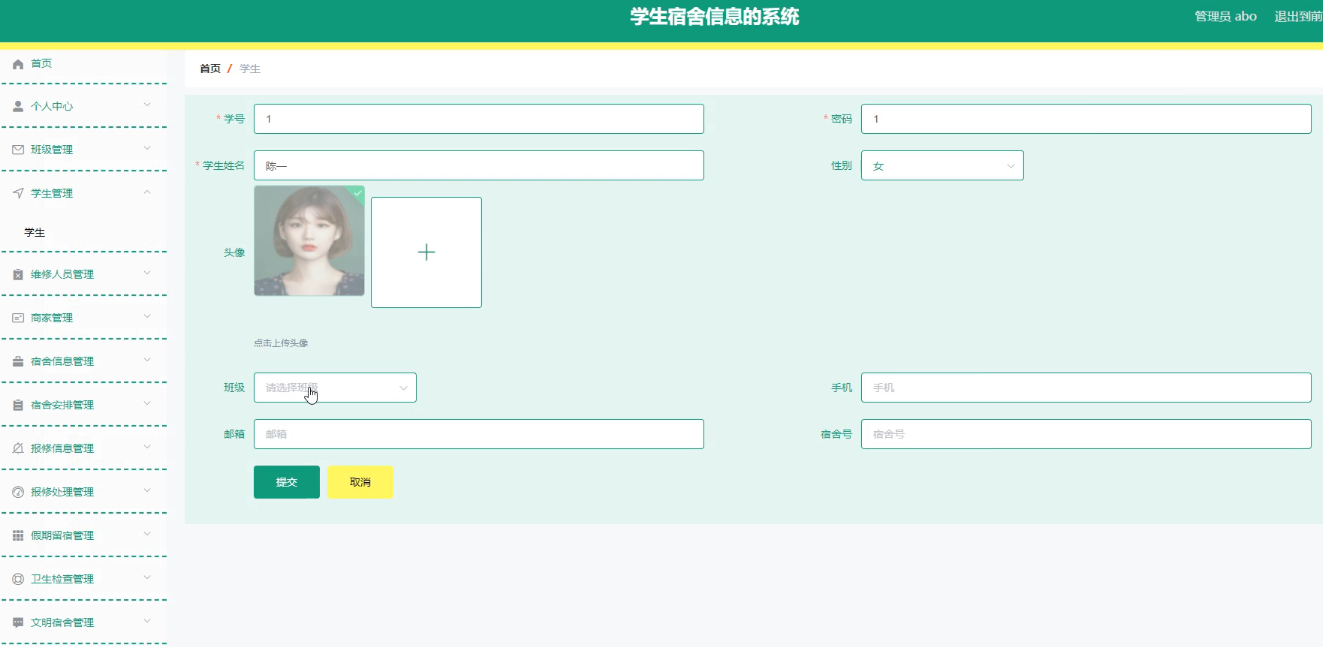 学生宿舍信息的系统
管理员 abo 退出到前
首页
个人中心
班级管理
学生管理
学生
维修人员管理
商家管理
宿舍信息管理
宿舍安排管理
报修信息管理
报修处理管理
假期留宿管理
卫生检查管理
文明宿舍管理
首页 / 学生
* 学号 1
* 密码 1
* 学生姓名 陈一
性别 女
头像
点击上传头像
班级 请选择班级
手机 手机
邮箱 邮箱
宿舍号 宿舍号
提交 取消